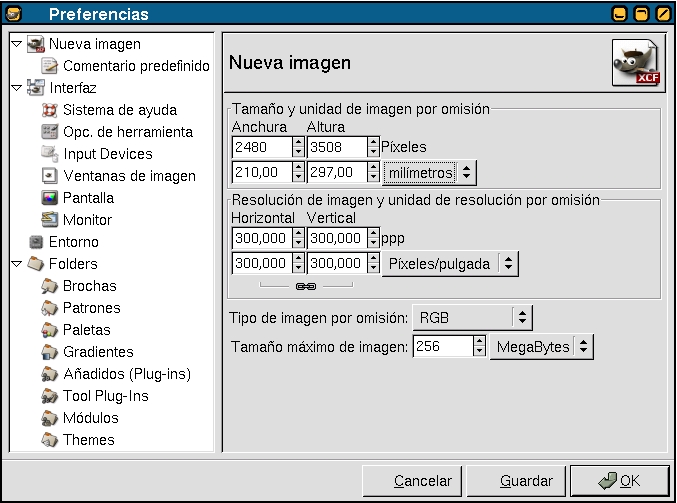 Preferencias
Nueva imagen
Comentario predefinido
Interfaz
Sistema de ayuda
Opc. de herramienta
Input Devices
Ventanas de imagen
Pantalla
Monitor
Entorno
Folders
Brochas
Patrones
Paletas
Gradientes
Añadidos (Plug-ins)
Tool Plug-Ins
Módulos
Themes
Nueva imagen
XCF
Tamaño y unidad de imagen por omisión
Anchura Altura
2480 3508 Píxeles
210,00 297,00 milímetros
Resolución de imagen y unidad de resolución por omisión
Horizontal Vertical
300,000 300,000 ppp
300,000 300,000 Píxeles/pulgada
Tipo de imagen por omisión: RGB
Tamaño máximo de imagen: 256 MegaBytes
Cancelar Guardar OK